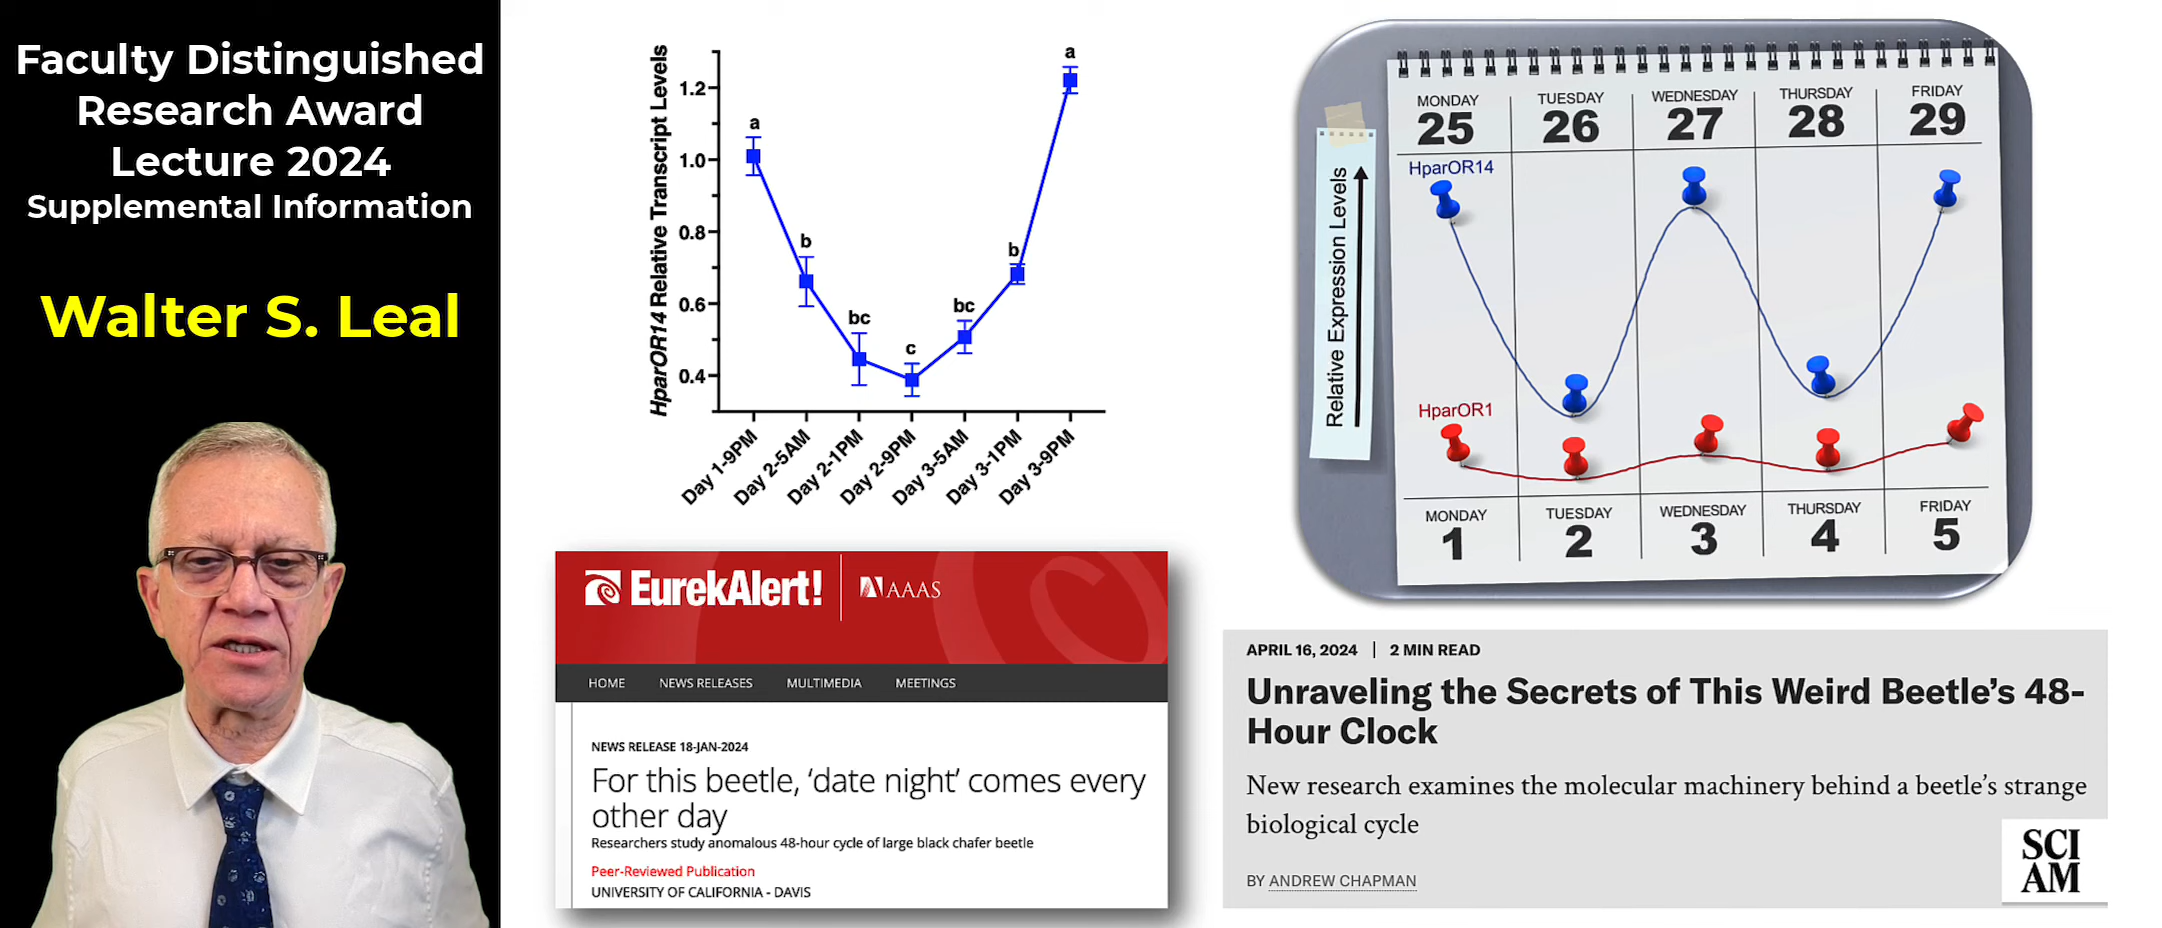 Faculty Distinguished
Research Award
Lecture 2024
Supplemental Information
Walter S. Leal
HparOR14 Relative Transcript Levels
1.2
1.0
0.8
0.6
0.4
a
b
bc
c
bc
b
a
Day 1-9PM
Day 2-5AM
Day 2-1PM
Day 2-9PM
Day 3-5AM
Day 3-1PM
Day 3-9PM
EurekAlert!
AAAS
HOME NEWS RELEASES MULTIMEDIA MEETINGS
NEWS RELEASE 18-JAN-2024
For this beetle, ‘date night’ comes every
other day
Researchers study anomalous 48-hour cycle of large black chafer beetle
Peer-Reviewed Publication
UNIVERSITY OF CALIFORNIA - DAVIS
Relative Expression Levels
MONDAY TUESDAY WEDNESDAY THURSDAY FRIDAY
25 26 27 28 29
HparOR14
HparOR1
MONDAY TUESDAY WEDNESDAY THURSDAY FRIDAY
1 2 3 4 5
APRIL 16, 2024 | 2 MIN READ
Unraveling the Secrets of This Weird Beetle’s 48-
Hour Clock
New research examines the molecular machinery behind a beetle’s strange
biological cycle
BY ANDREW CHAPMAN
SCI
AM